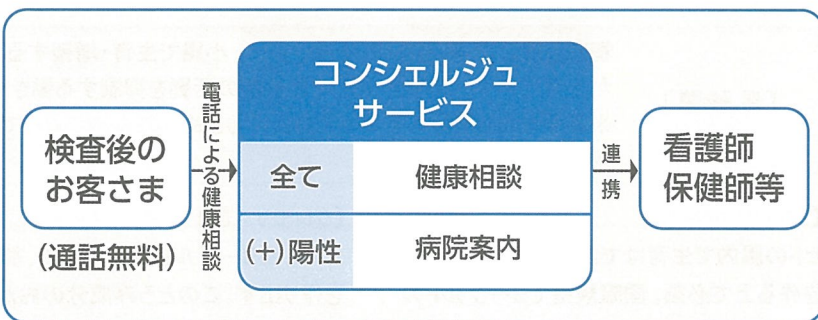 検査後の
お客さま
(通話無料)
電話による健康相談
コンシェルジュ
サービス
全て
健康相談
(+)陽性
病院案内
連携
看護師
保健師等